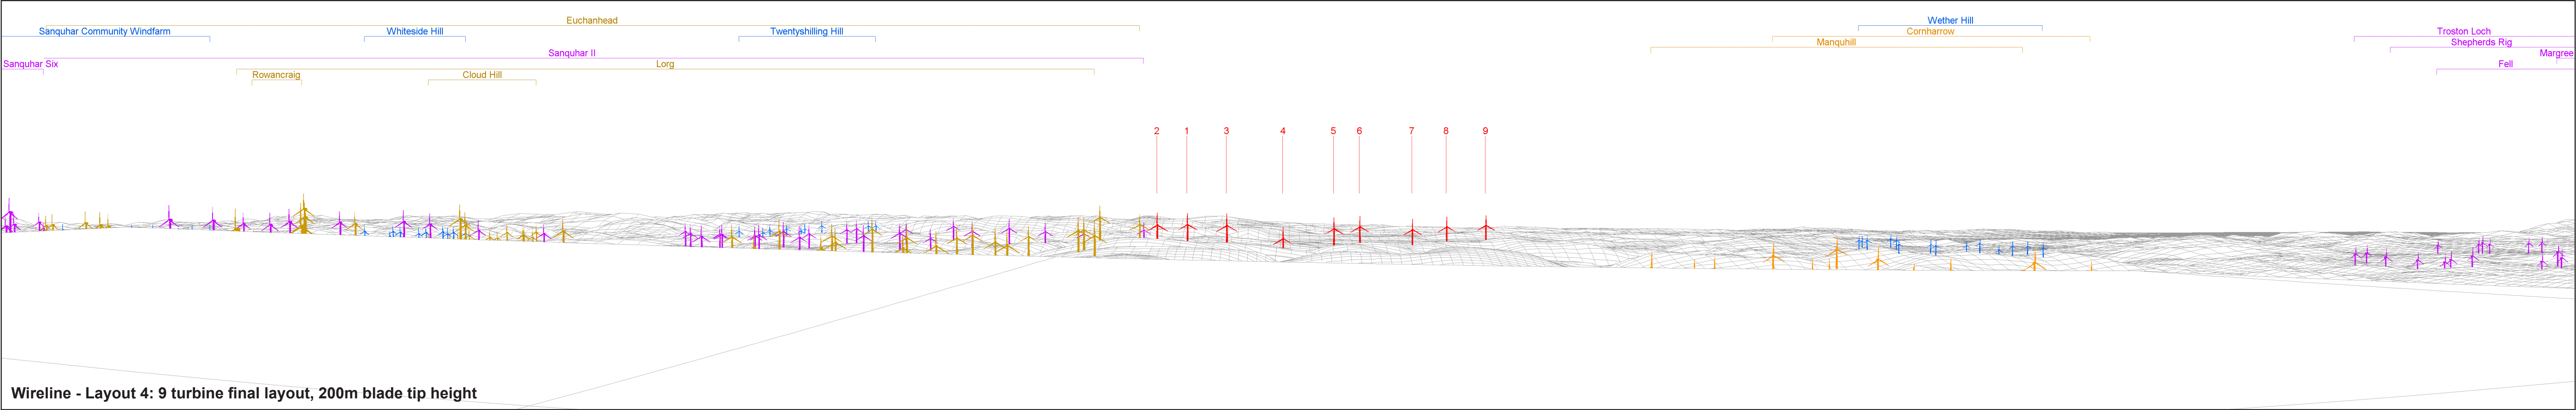 Euchanhead
Wether Hill
Sanquhar Community Windfarm
Whiteside Hill
Twentyshilling Hill
Cornharrow
Troston Loch
Manquhill
Shepherds Rig
Sanquhar II
Margree
Sanquhar Six
Lorg
Fell
Rowancraig
Cloud Hill
2 1 3 4 5 6 7 8 9
Wireline - Layout 4: 9 turbine final layout, 200m blade tip height